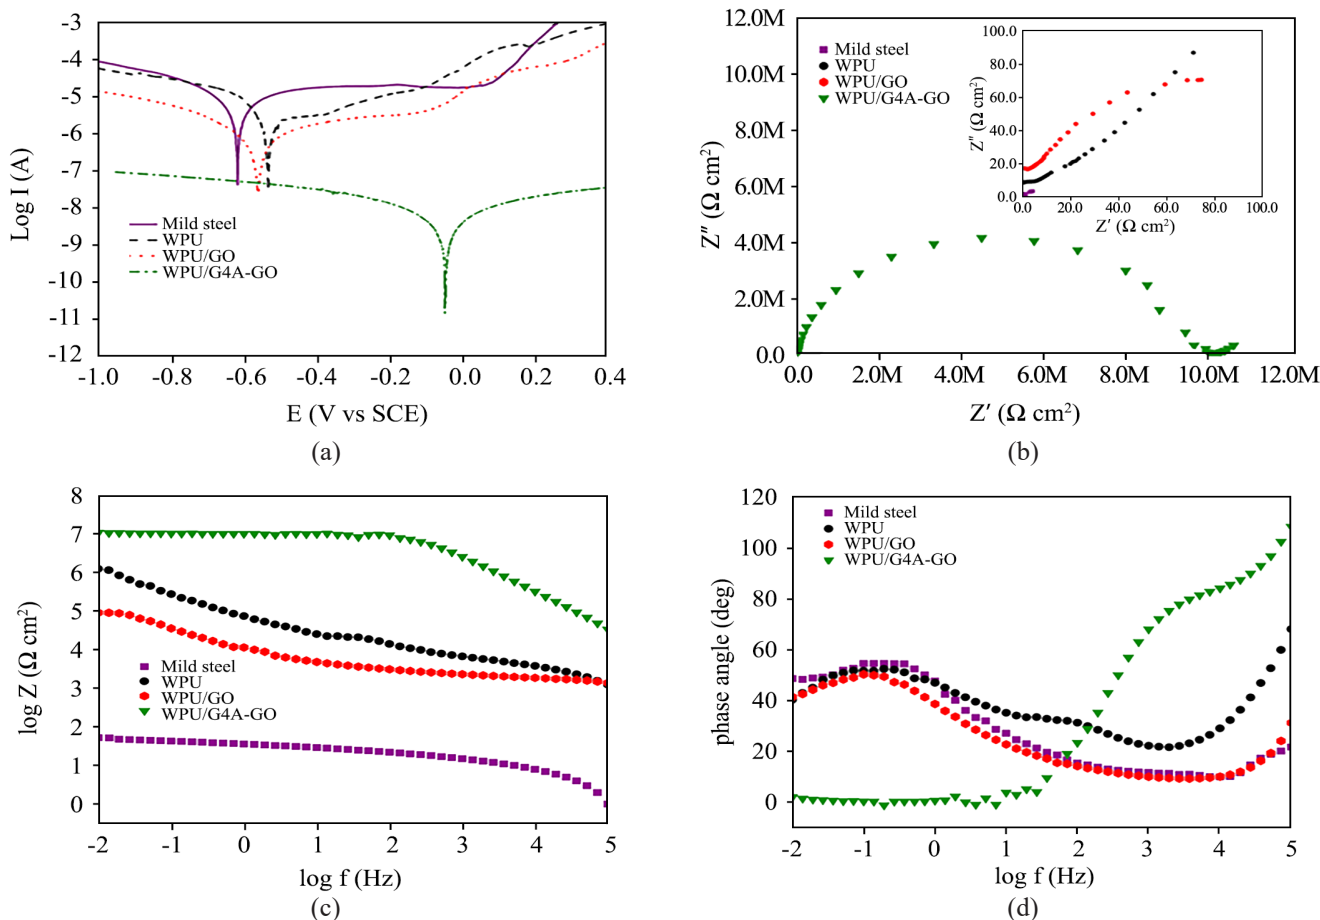 -3
-4
-5
-6
-7
-8
-9
-10
-11
-12
Log I (A)
Mild steel
WPU
WPU/GO
WPU/G4A-GO
-1.0 -0.8 -0.6 -0.4 -0.2 0.0 0.2 0.4
E (V vs SCE)
(a)
12.0M
10.0M
8.0M
6.0M
4.0M
2.0M
0.0
Z″ (Ω cm²)
Mild steel
WPU
WPU/GO
WPU/G4A-GO
100.0
80.0
60.0
40.0
20.0
0.0
Z″ (Ω cm²)
0.0 20.0 40.0 60.0 80.0 100.0
Z′ (Ω cm²)
0.0 2.0M 4.0M 6.0M 8.0M 10.0M 12.0M
Z′ (Ω cm²)
(b)
8
7
6
5
4
3
2
1
0
log Z (Ω cm²)
Mild steel
WPU
WPU/GO
WPU/G4A-GO
-2 -1 0 1 2 3 4 5
log f (Hz)
(c)
120
100
80
60
40
20
0
phase angle (deg)
Mild steel
WPU
WPU/GO
WPU/G4A-GO
-2 -1 0 1 2 3 4 5
log f (Hz)
(d)